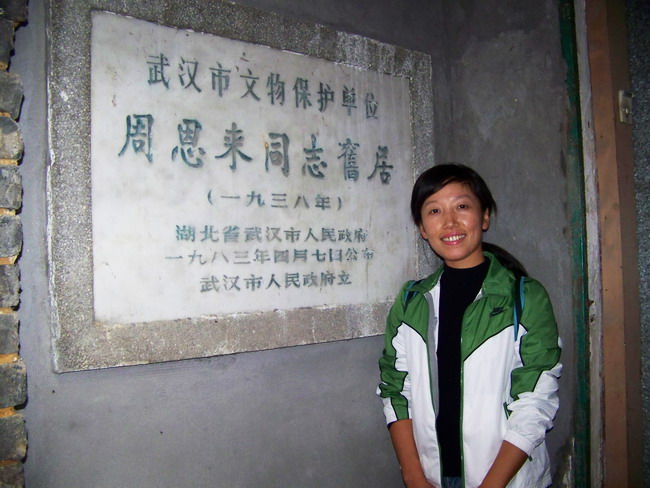 武汉市文物保护单位
周恩来同志舊居
(一九三八年)
湖北省武汉市人民政府
一九八三年四月七日公布
武汉市人民政府立